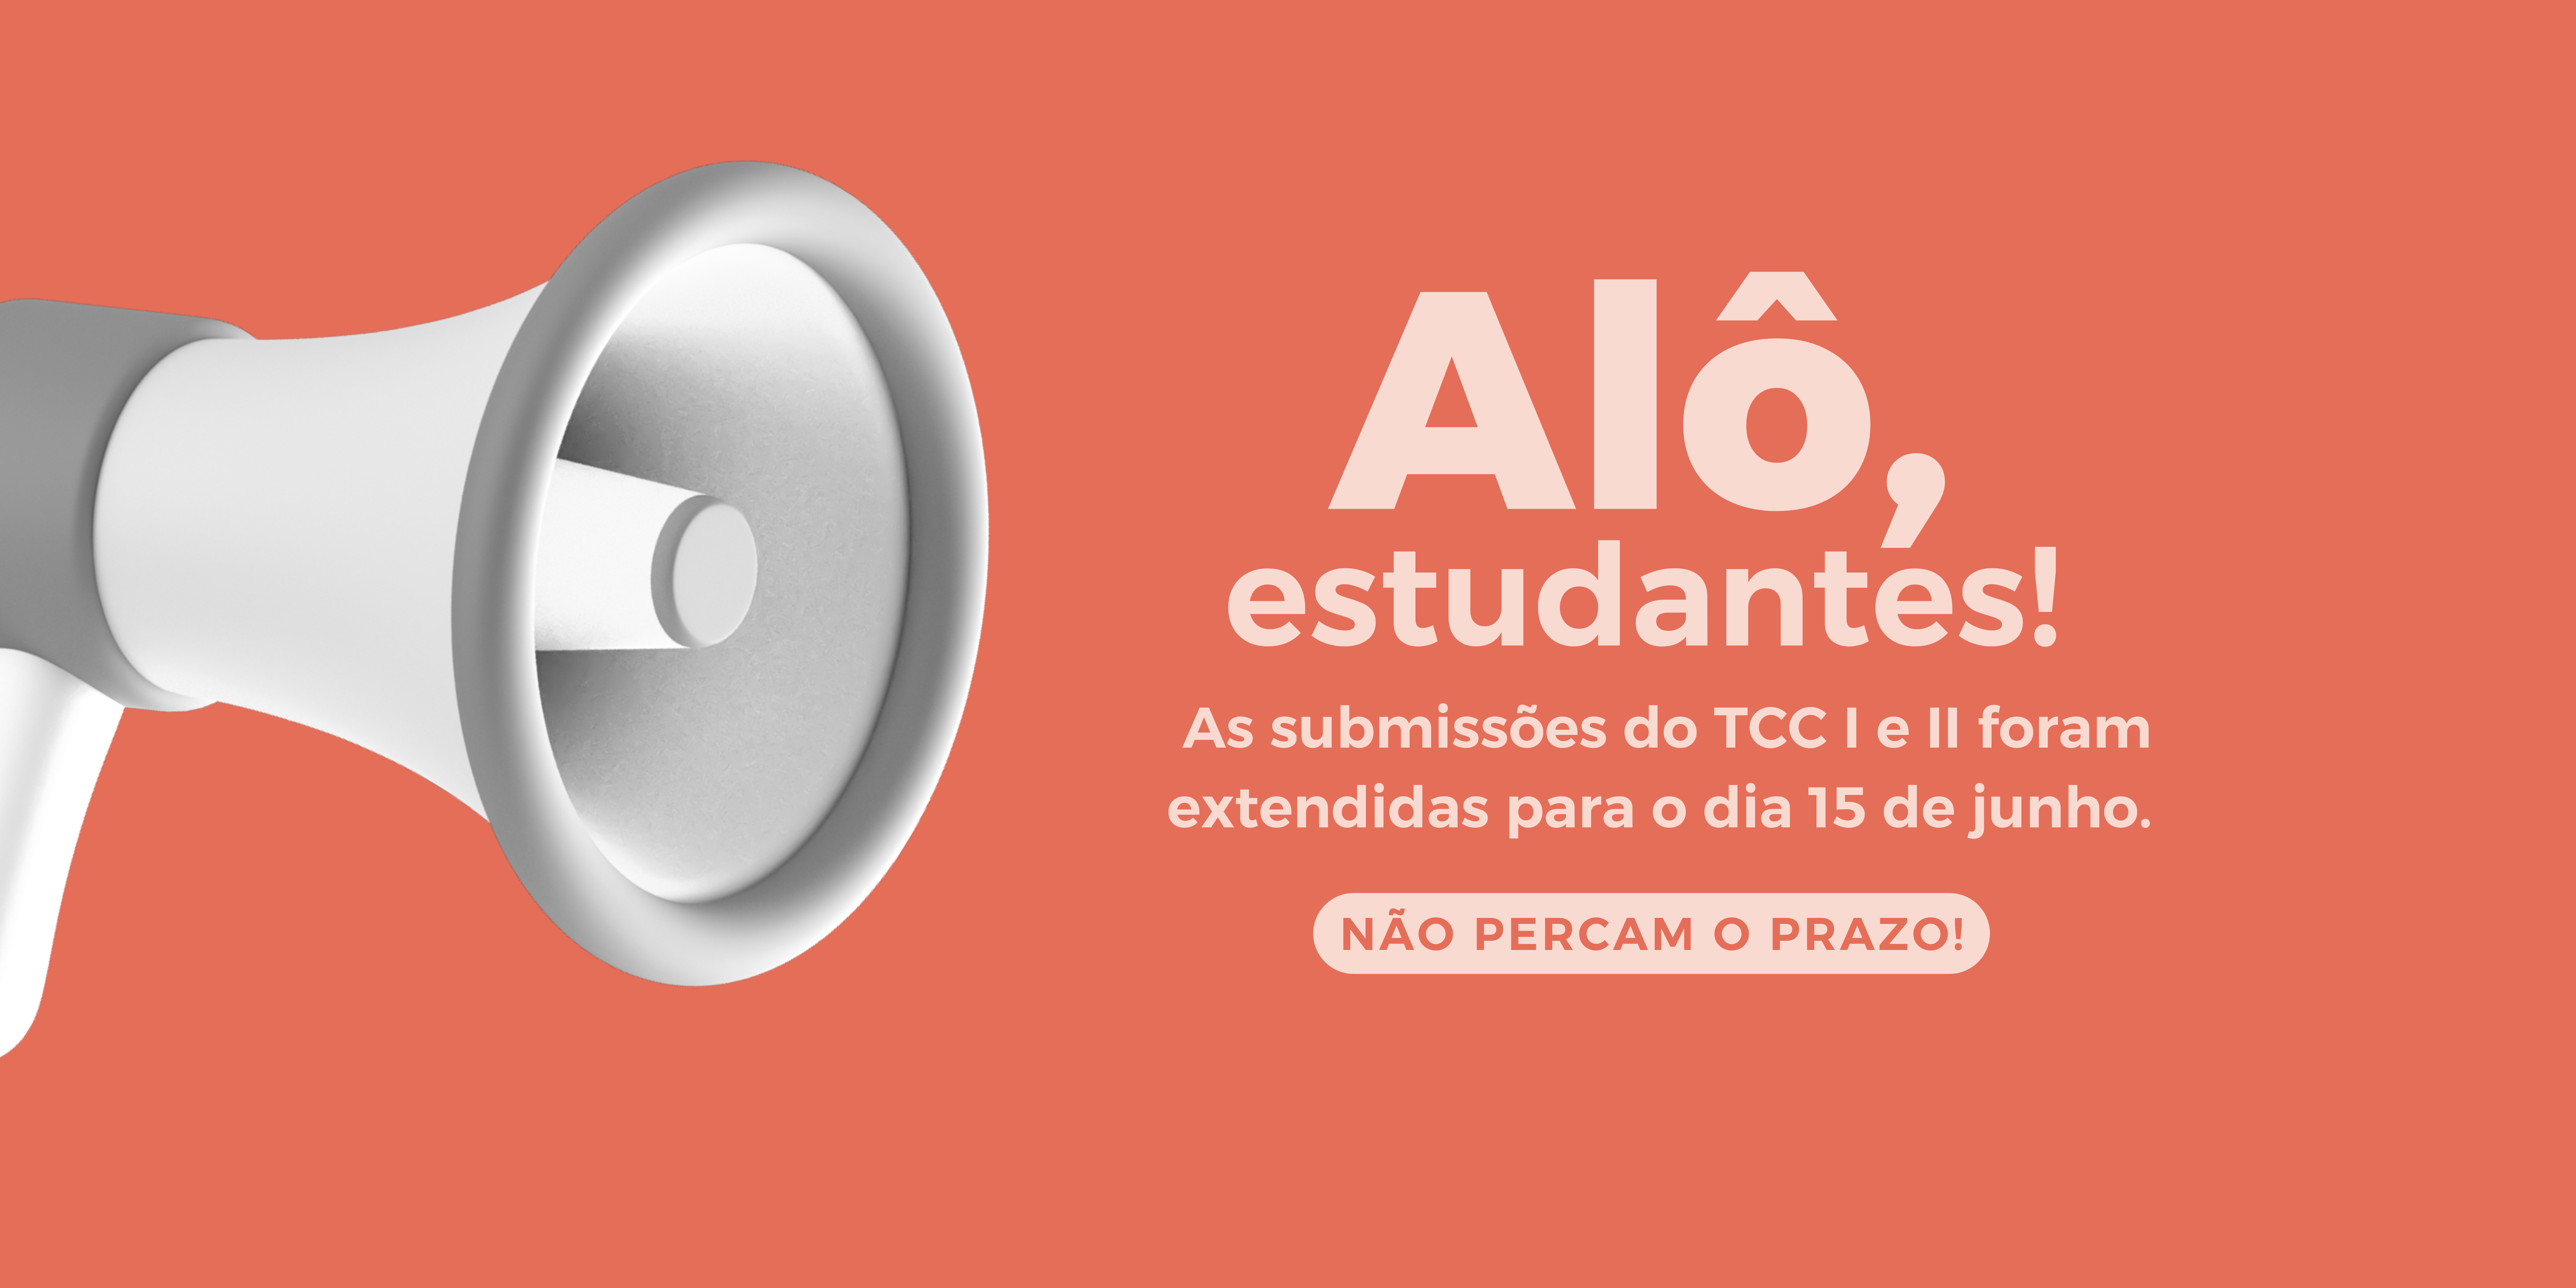 Alô,
estudantes!
As submissões do TCC I e II foram
extendidas para o dia 15 de junho.
NÃO PERCAM O PRAZO!